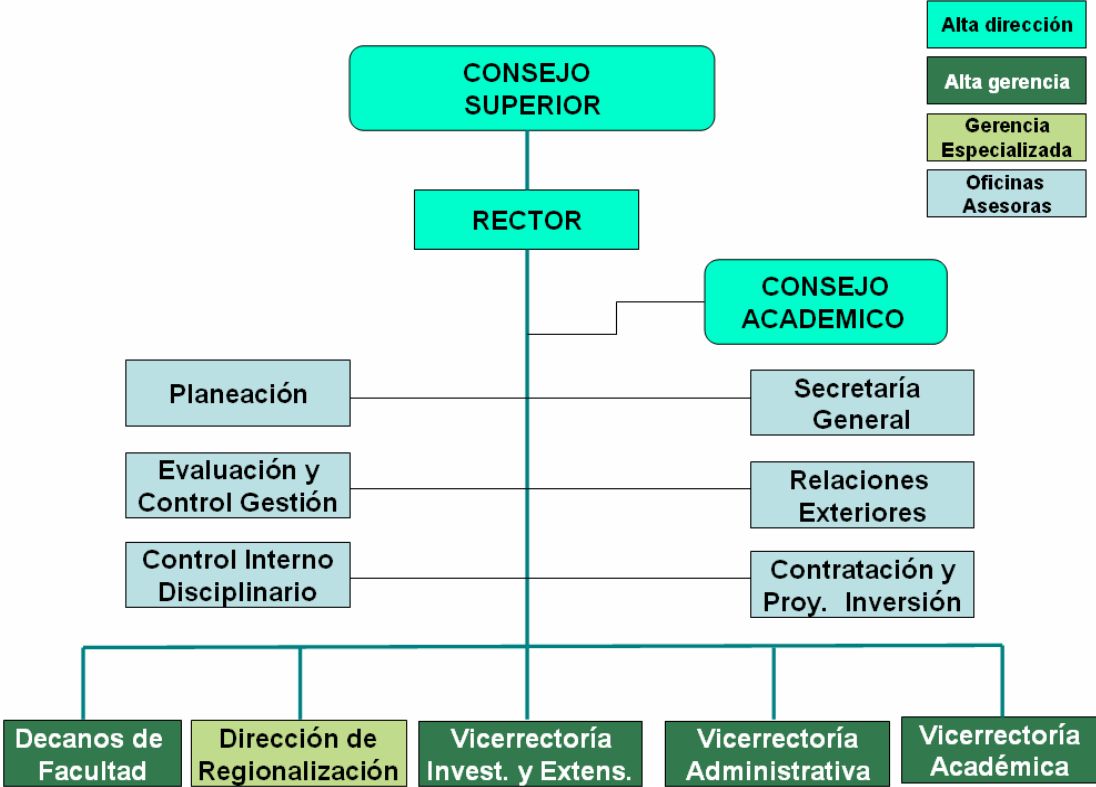 Alta dirección
Alta gerencia
Gerencia
Especializada
Oficinas
Asesoras
CONSEJO
SUPERIOR
RECTOR
CONSEJO
ACADEMICO
Planeación
Secretaría
General
Evaluación y
Control Gestión
Relaciones
Exteriores
Control Interno
Disciplinario
Contratación y
Proy. Inversión
Decanos de
Facultad
Dirección de
Regionalización
Vicerrectoría
Invest. y Extens.
Vicerrectoría
Administrativa
Vicerrectoría
Académica